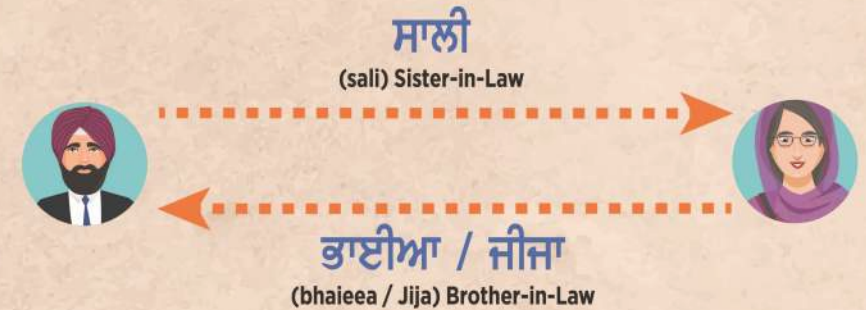 ਸਾਲੀ
(sali) Sister-in-Law
ਭਾਈਆ / ਜੀਜਾ
(bhaieea / Jija) Brother-in-Law